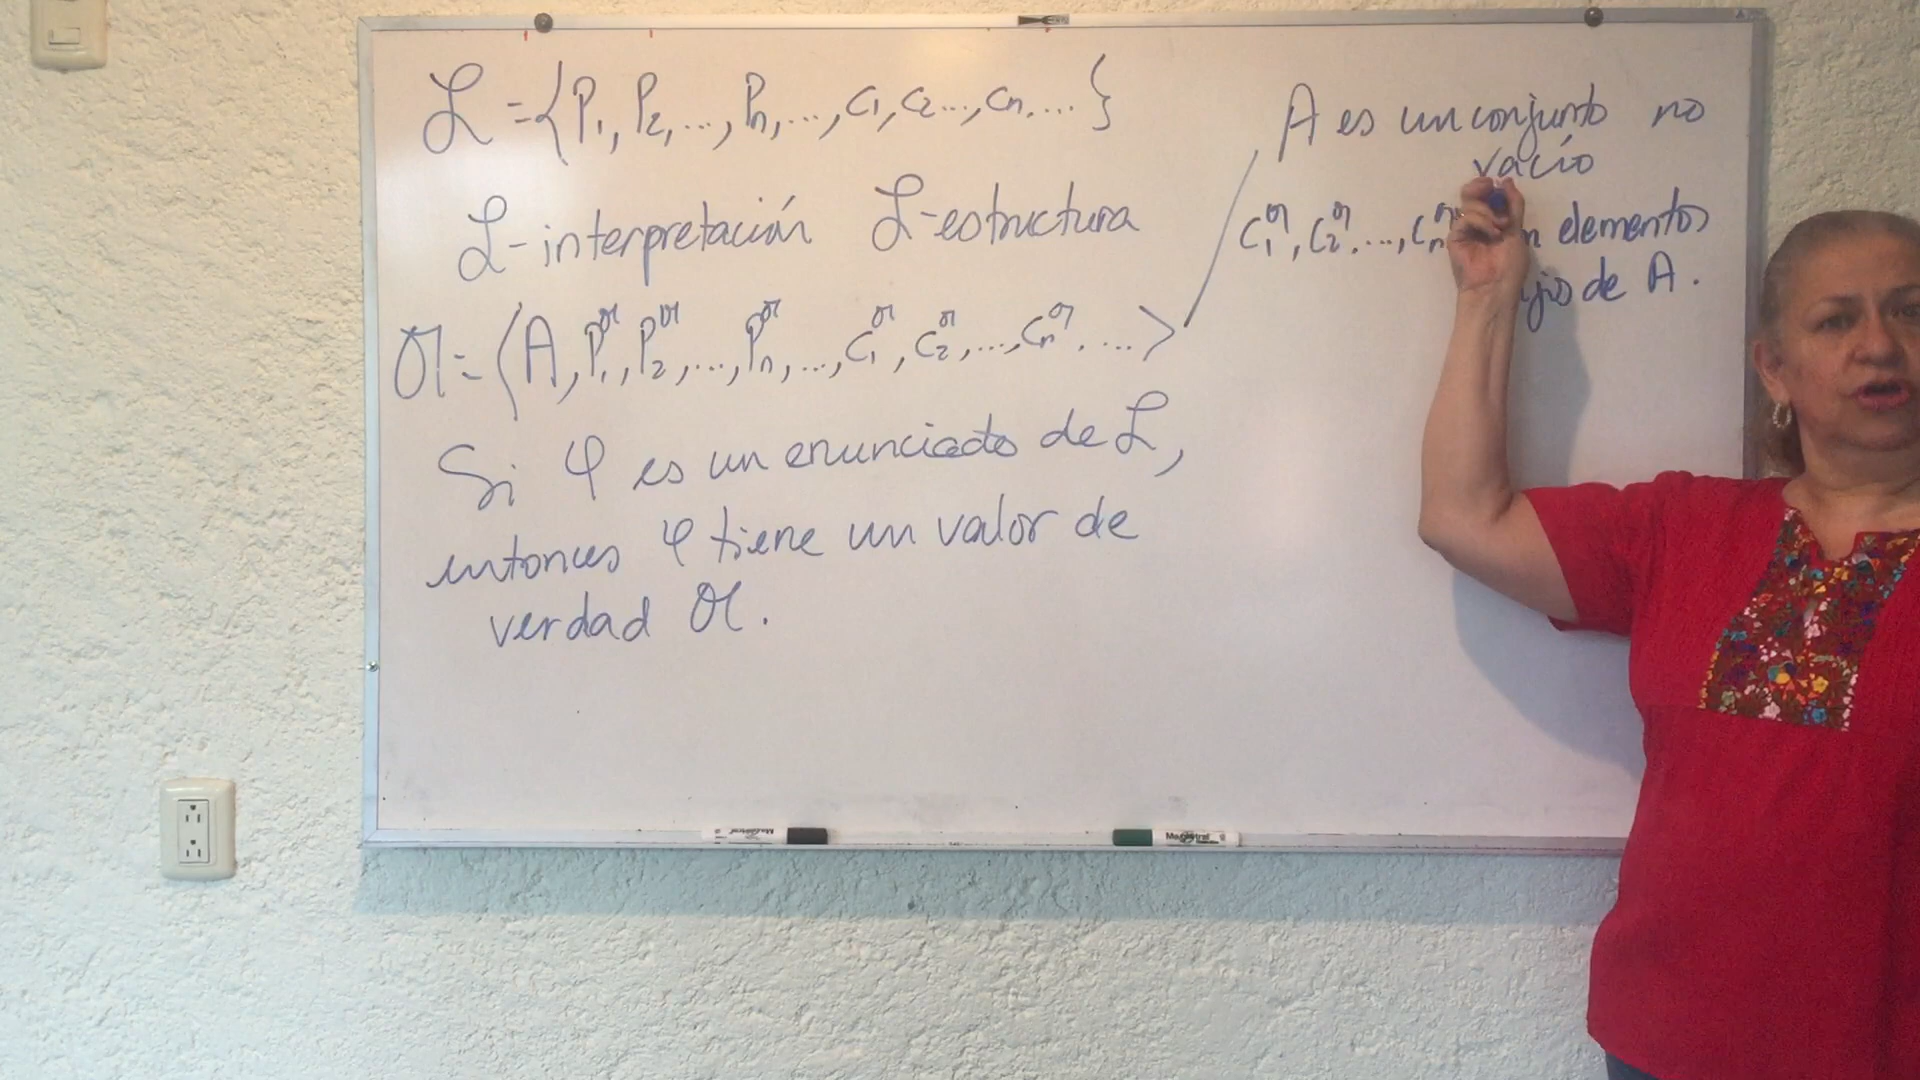 ℒ = {P₁, P₂, ..., Pₙ, ..., c₁, c₂ ..., cₙ, ... }
ℒ-interpretación ℒ-estructura
𝔄 = ⟨A, P₁^𝔄, P₂^𝔄, ..., Pₙ^𝔄, ..., c₁^𝔄, c₂^𝔄, ..., cₙ^𝔄, ...⟩
Si φ es un enunciado de ℒ,
entonces φ tiene un valor de
verdad 𝔄.
A es un conjunto no
vacío
c₁^𝔄, c₂^𝔄, ..., cₙ^𝔄 elementos
de A.
Magistral